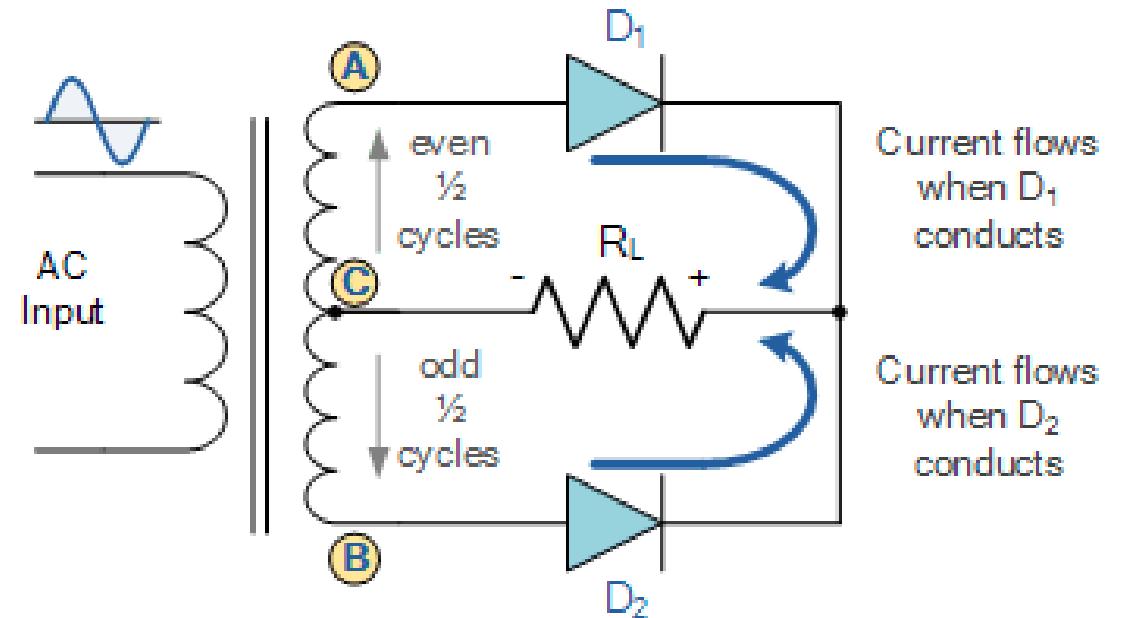 D₁
A
even
½
cycles
Current flows
when D₁
conducts
AC
Input
C
R_L
- +
odd
½
cycles
Current flows
when D₂
conducts
B
D₂